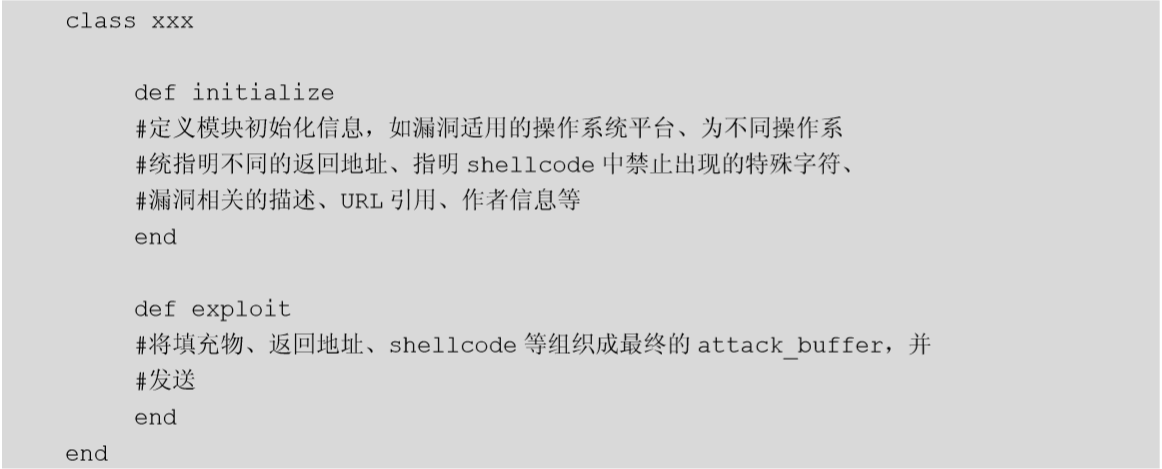 class xxx
def initialize
#定义模块初始化信息，如漏洞适用的操作系统平台、为不同操作系
#统指明不同的返回地址、指明 shellcode 中禁止出现的特殊字符、
#漏洞相关的描述、URL 引用、作者信息等
end
def exploit
#将填充物、返回地址、shellcode 等组织成最终的 attack_buffer，并
#发送
end
end